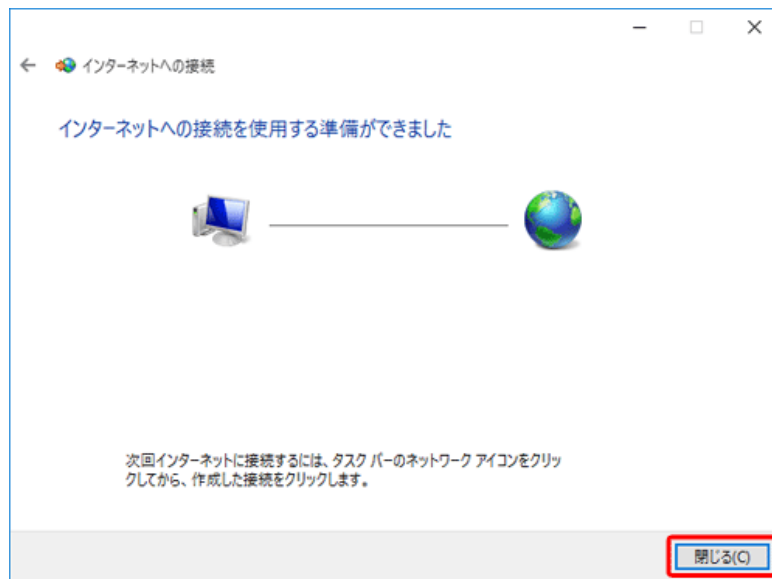 インターネットへの接続
インターネットへの接続を使用する準備ができました
次回インターネットに接続するには、タスク バーのネットワーク アイコンをクリッ
クしてから、作成した接続をクリックします。
閉じる(C)